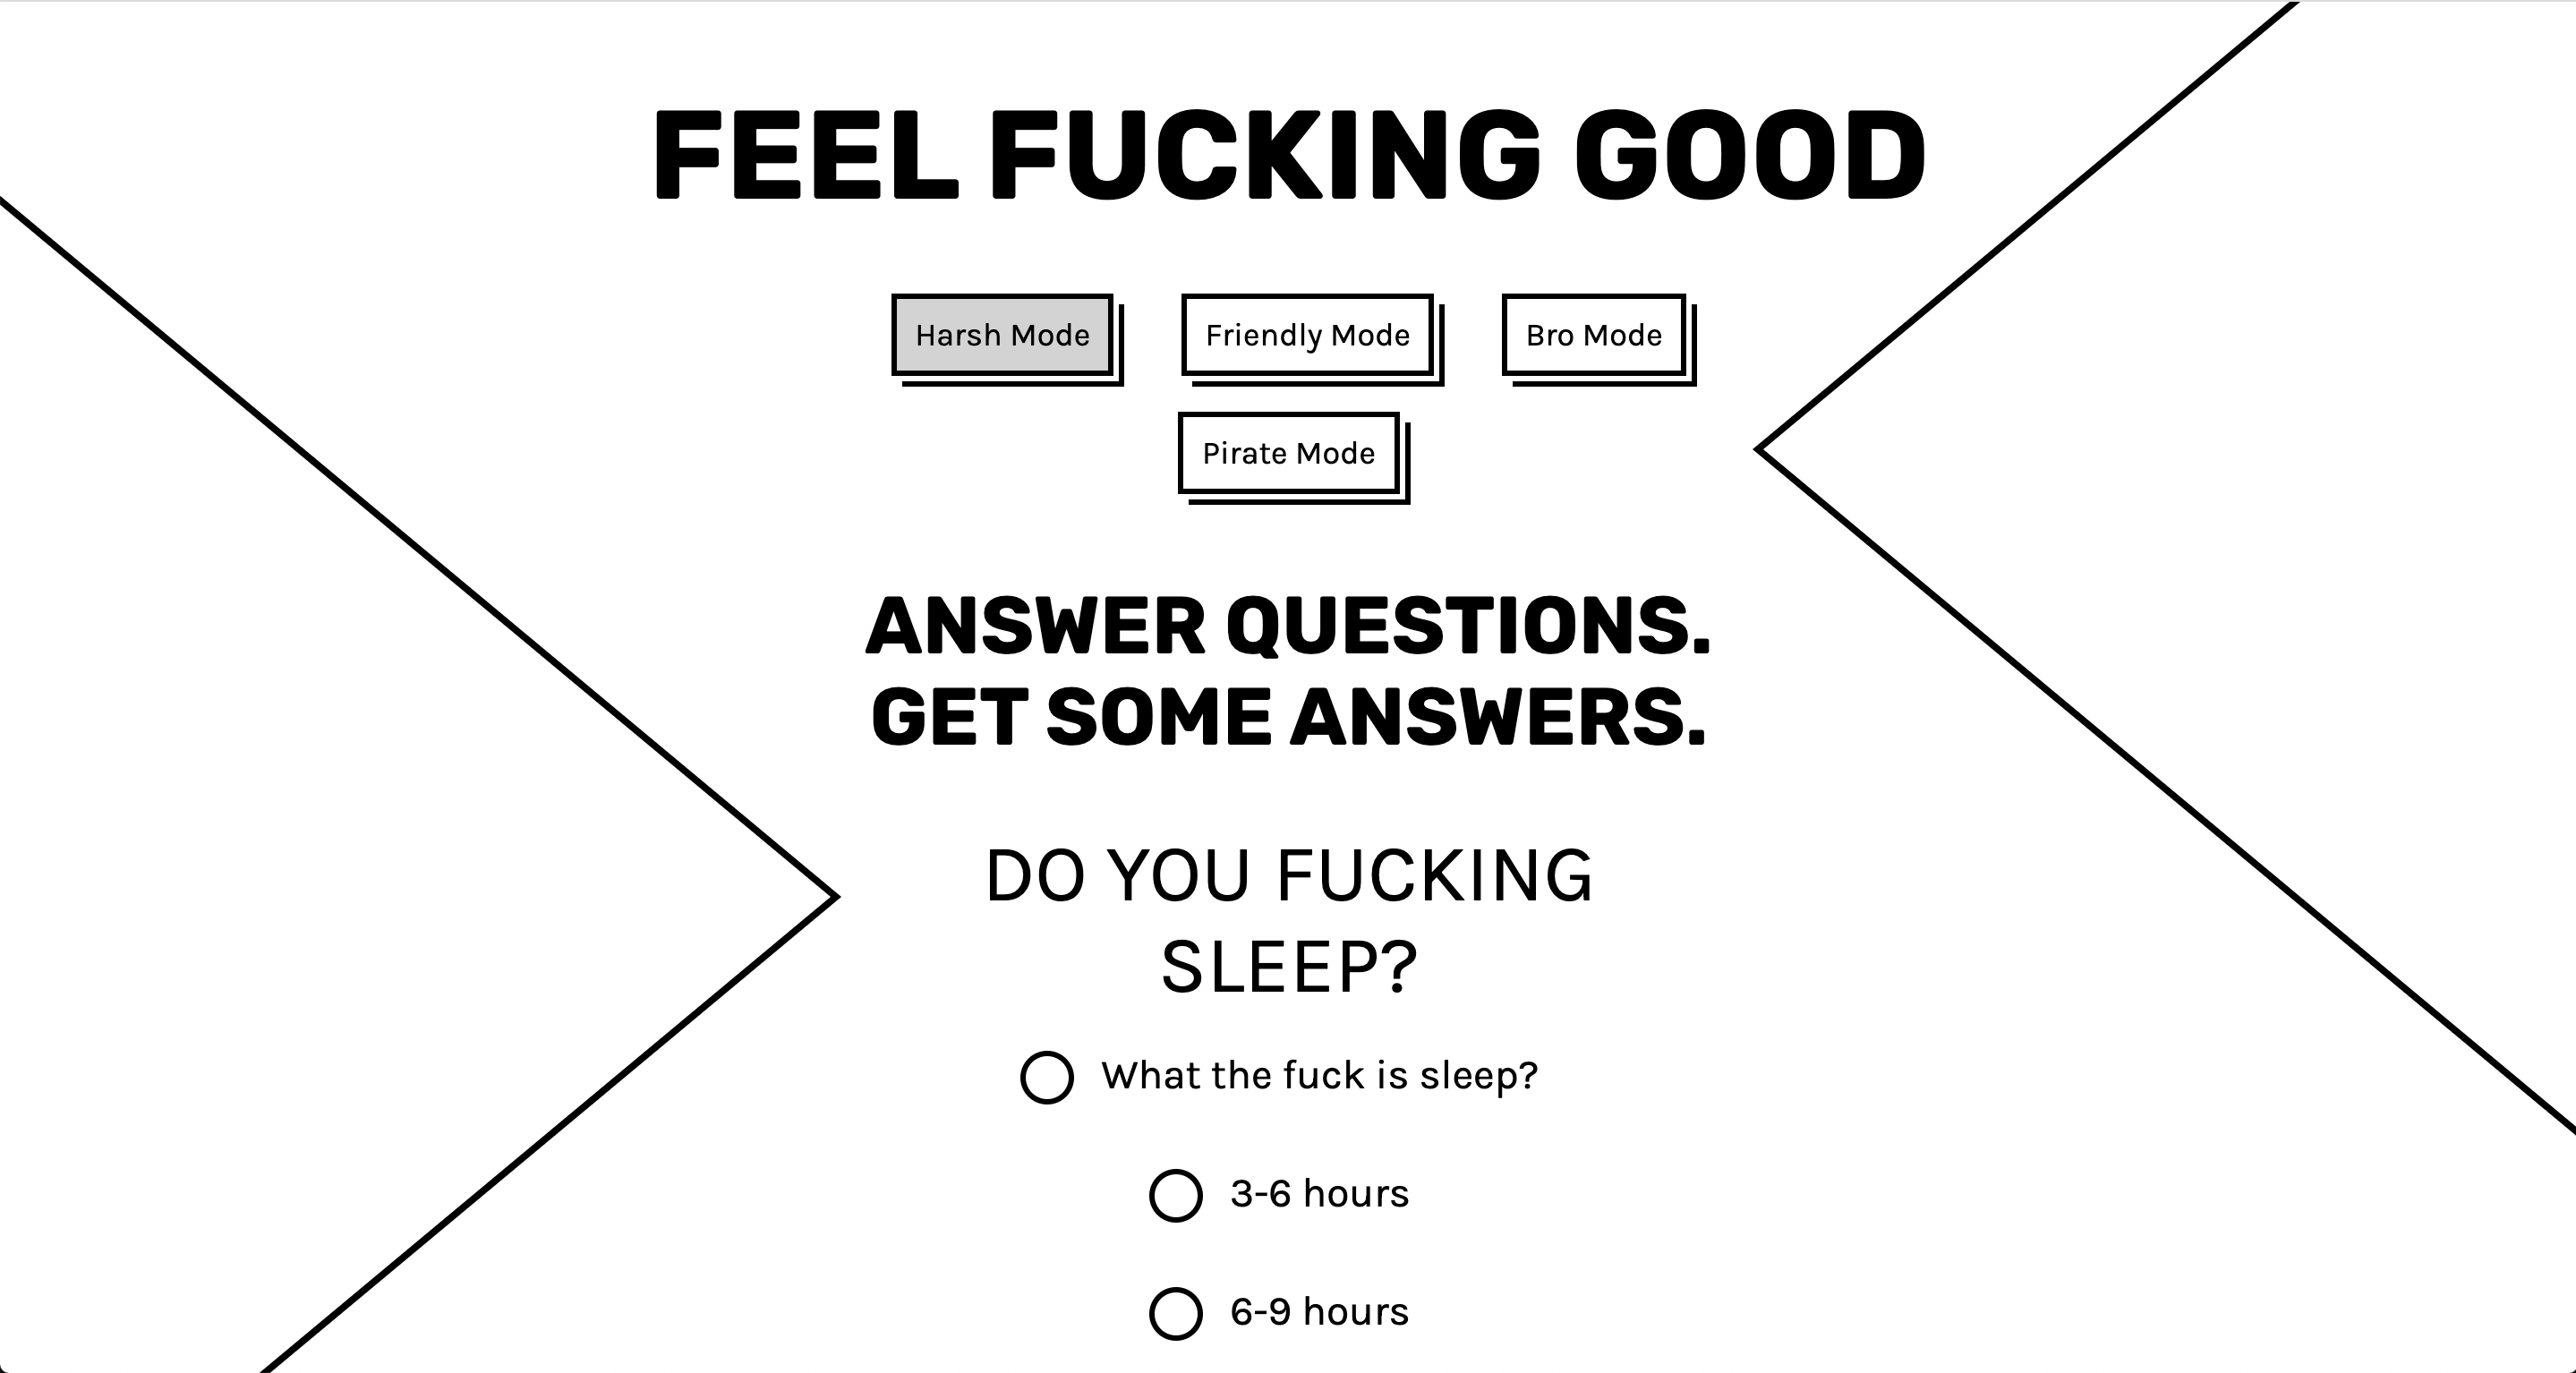 FEEL FUCKING GOOD
Harsh Mode
Friendly Mode
Bro Mode
Pirate Mode
ANSWER QUESTIONS.
GET SOME ANSWERS.
DO YOU FUCKING
SLEEP?
What the fuck is sleep?
3-6 hours
6-9 hours